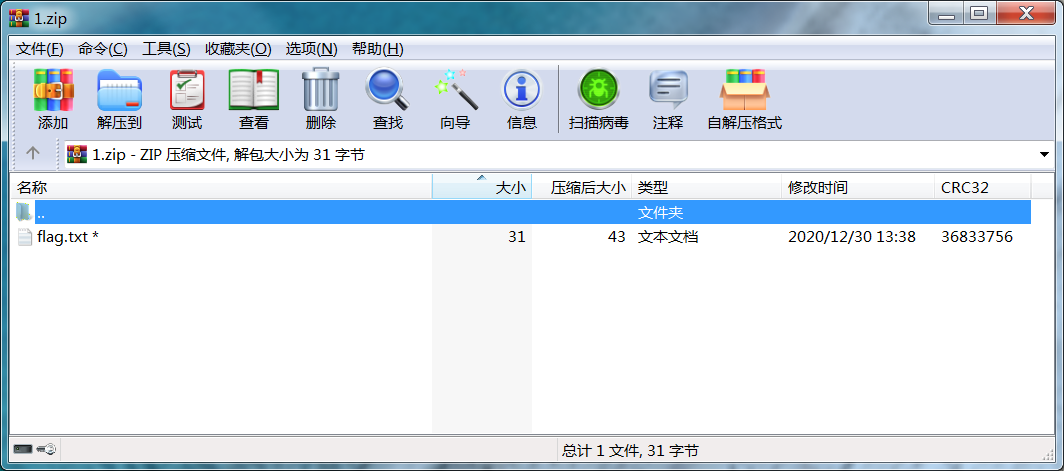 1.zip
文件(F) 命令(C) 工具(S) 收藏夹(O) 选项(N) 帮助(H)
添加 解压到 测试 查看 删除 查找 向导 信息 扫描病毒 注释 自解压格式
1.zip - ZIP 压缩文件, 解包大小为 31 字节
名称 大小 压缩后大小 类型 修改时间 CRC32
.. 文件夹
flag.txt * 31 43 文本文档 2020/12/30 13:38 36833756
总计 1 文件, 31 字节